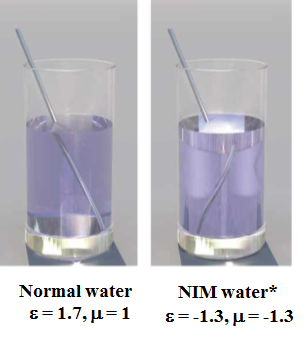 Normal water
ε = 1.7, μ = 1
NIM water*
ε = -1.3, μ = -1.3